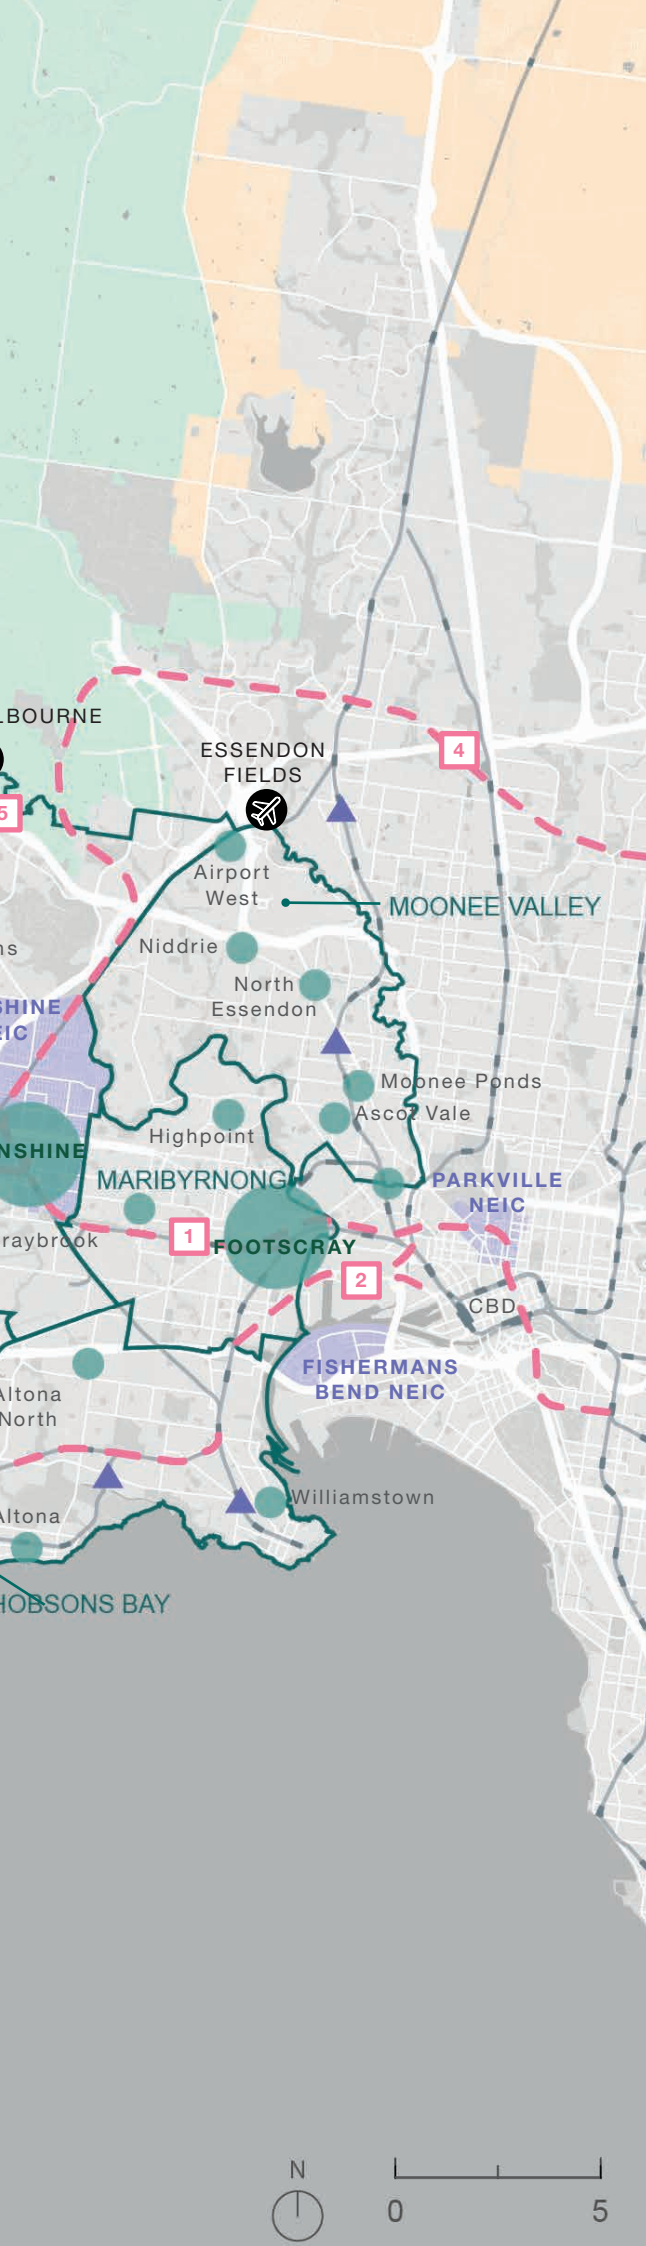 LBOURNE
ESSENDON
FIELDS
4
5
Airport
West
MOONEE VALLEY
Niddrie
ns
North
Essendon
SHINE
EIC
Moonee Ponds
Ascot Vale
Highpoint
NSHINE
MARIBYRNONG
PARKVILLE
NEIC
raybrook
1
FOOTSCRAY
2
CBD
FISHERMANS
BEND NEIC
Altona
North
Williamstown
Altona
HOBSONS BAY
N
0
5